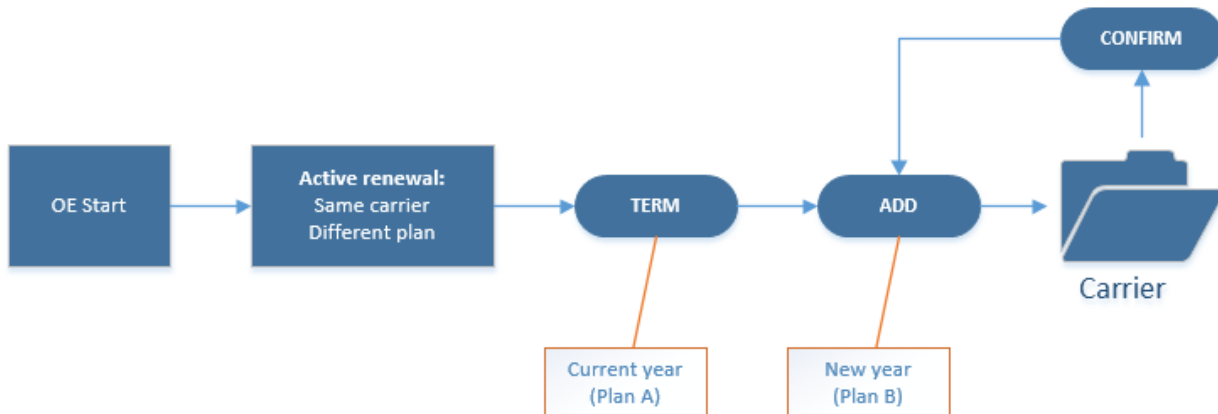 CONFIRM
OE Start
Active renewal:
Same carrier
Different plan
TERM
ADD
Carrier
Current year
(Plan A)
New year
(Plan B)